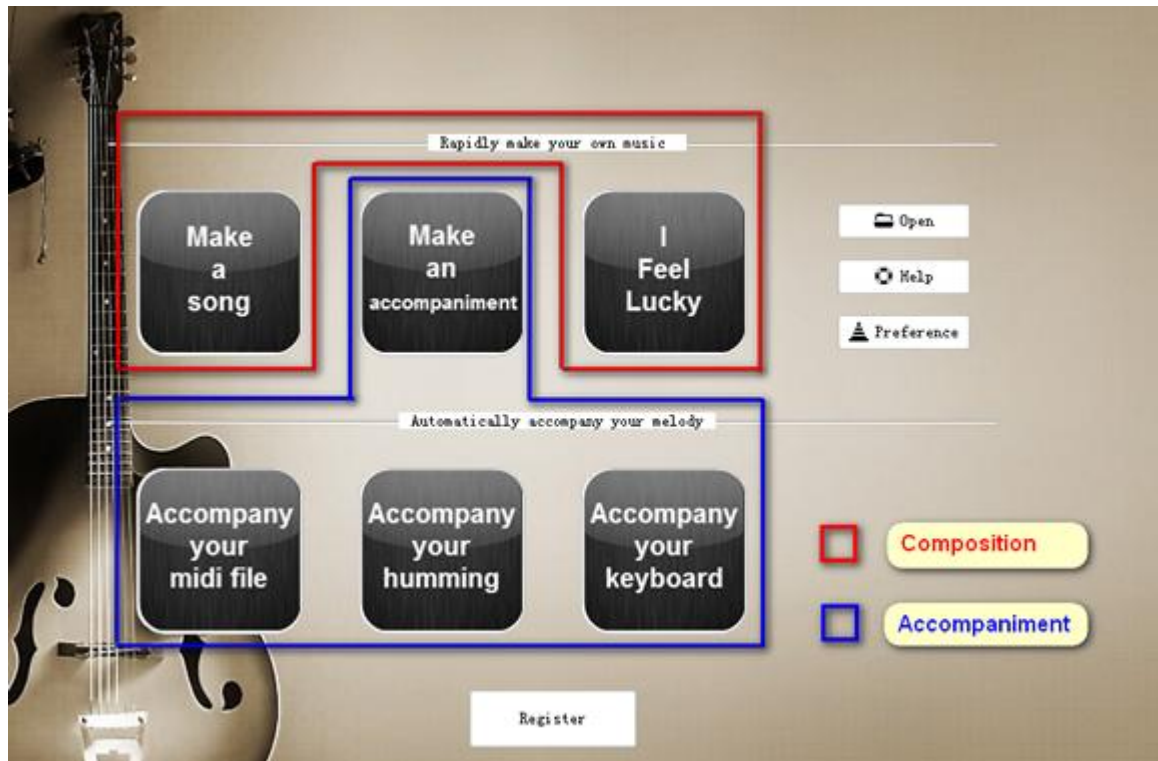 Rapidly make your own music
Make
a
song
Make
an
accompaniment
I
Feel
Lucky
Open
Help
Preference
Automatically accompany your melody
Accompany
your
midi file
Accompany
your
humming
Accompany
your
keyboard
Composition
Accompaniment
Register